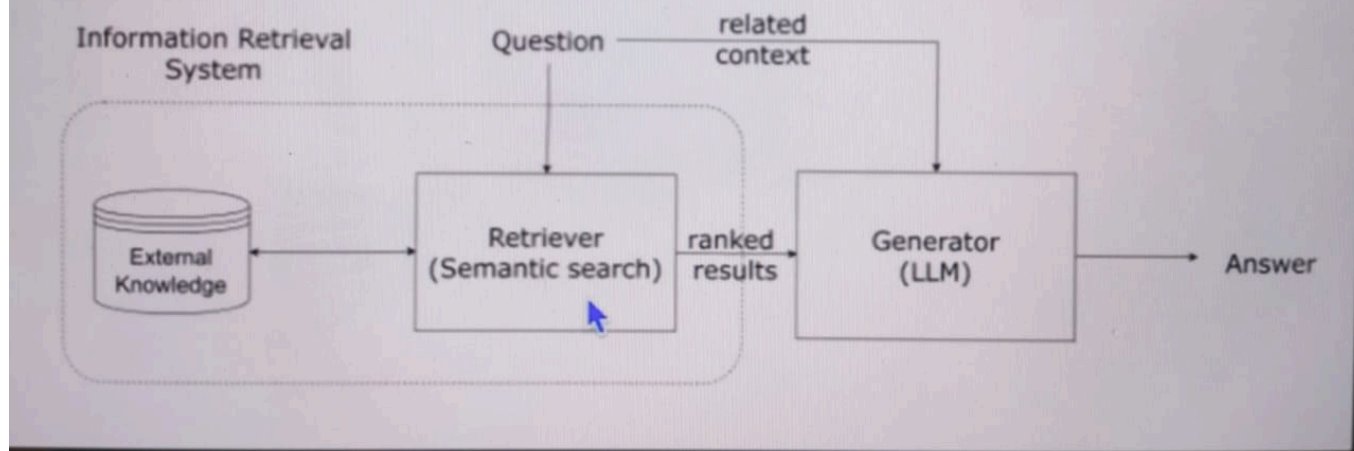 Information Retrieval
System
Question
related
context
External
Knowledge
Retriever
(Semantic search)
ranked
results
Generator
(LLM)
Answer